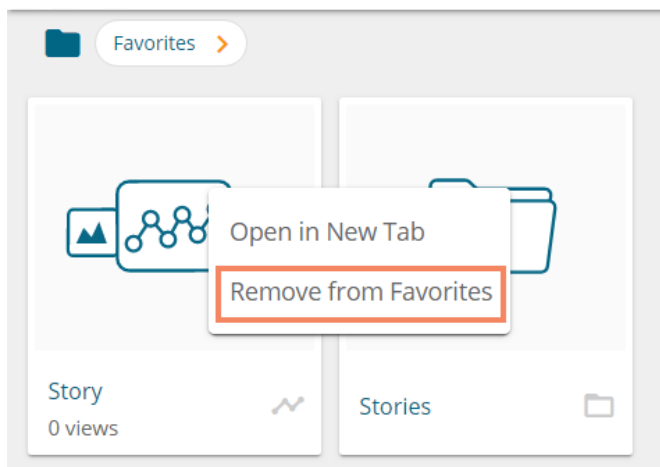 Favorites
Open in New Tab
Remove from Favorites
Story
0 views
Stories